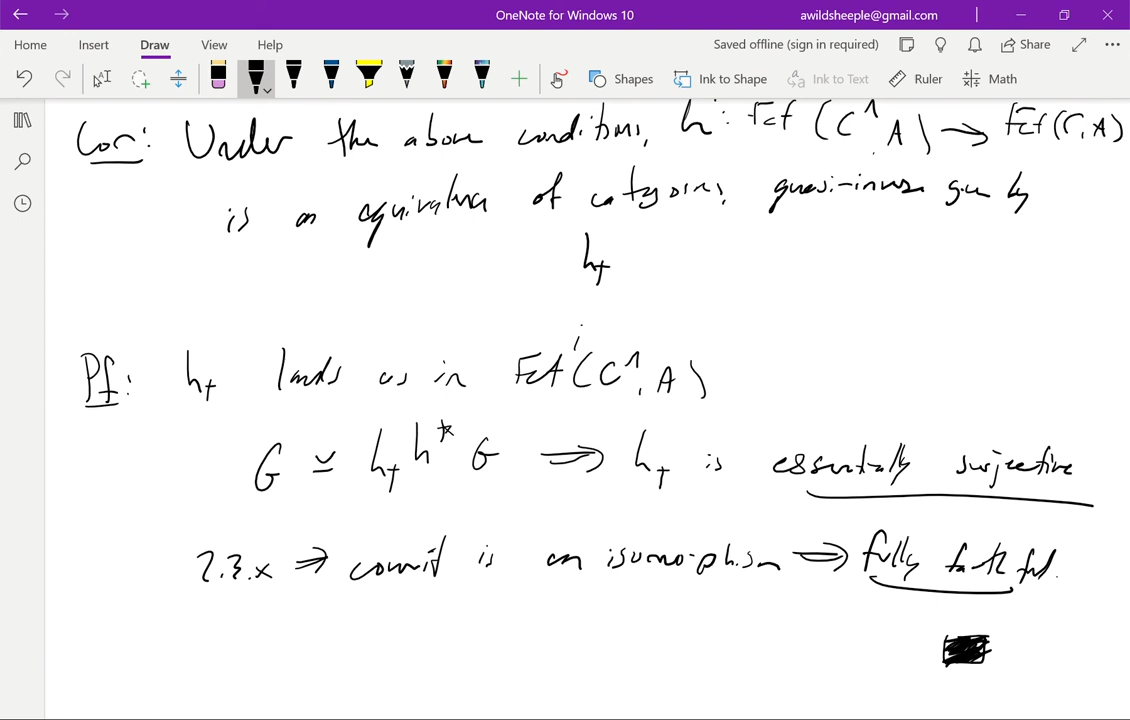 OneNote for Windows 10
awildsheeple@gmail.com
Home Insert Draw View Help
Saved offline (sign in required)
Share
Shapes
Ink to Shape
Ink to Text
Ruler
Math
Cor: Under the above conditions, h: Fct (C^, A) → Fct (C, A)
is an equivalence of categories, quasi-inverse given by
h†
Pf: h† lands us in Fct (C^, A)
G ≃ h† h* G ⟹ h† is essentially surjective
2.3.x ⟹ counit is an isomorphism ⟹ fully faithful.